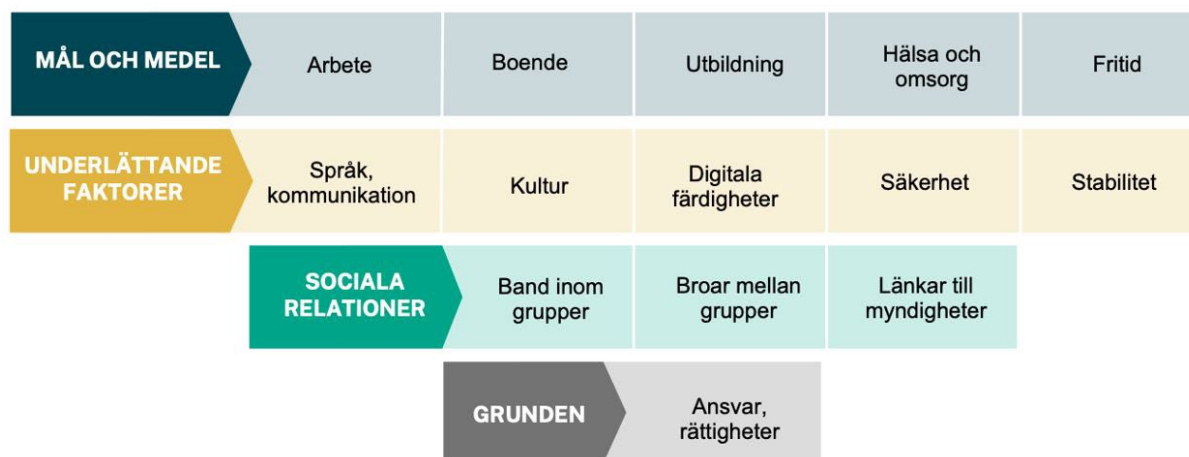 MÅL OCH MEDEL
Arbete
Boende
Utbildning
Hälsa och
omsorg
Fritid
UNDERLÄTTANDE
FAKTORER
Språk,
kommunikation
Kultur
Digitala
färdigheter
Säkerhet
Stabilitet
SOCIALA
RELATIONER
Band inom
grupper
Broar mellan
grupper
Länkar till
myndigheter
GRUNDEN
Ansvar,
rättigheter